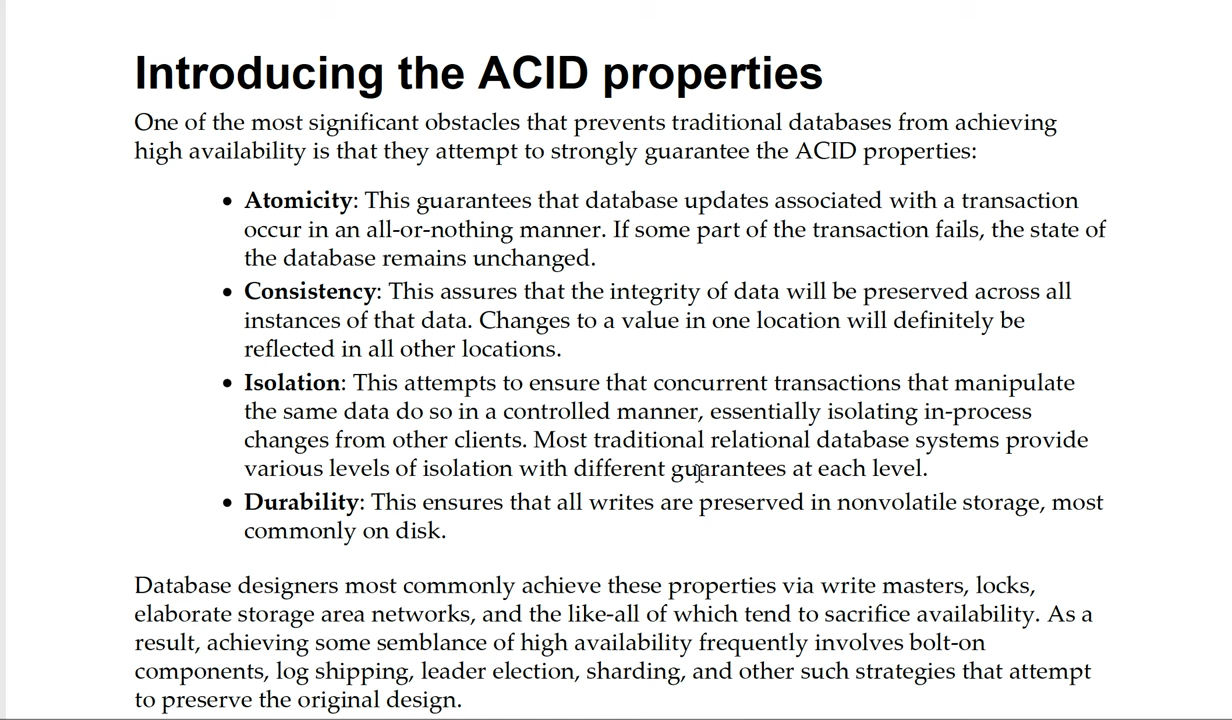 Introducing the ACID properties
One of the most significant obstacles that prevents traditional databases from achieving
high availability is that they attempt to strongly guarantee the ACID properties:
• Atomicity: This guarantees that database updates associated with a transaction
occur in an all-or-nothing manner. If some part of the transaction fails, the state of
the database remains unchanged.
• Consistency: This assures that the integrity of data will be preserved across all
instances of that data. Changes to a value in one location will definitely be
reflected in all other locations.
• Isolation: This attempts to ensure that concurrent transactions that manipulate
the same data do so in a controlled manner, essentially isolating in-process
changes from other clients. Most traditional relational database systems provide
various levels of isolation with different guarantees at each level.
• Durability: This ensures that all writes are preserved in nonvolatile storage, most
commonly on disk.
Database designers most commonly achieve these properties via write masters, locks,
elaborate storage area networks, and the like-all of which tend to sacrifice availability. As a
result, achieving some semblance of high availability frequently involves bolt-on
components, log shipping, leader election, sharding, and other such strategies that attempt
to preserve the original design.